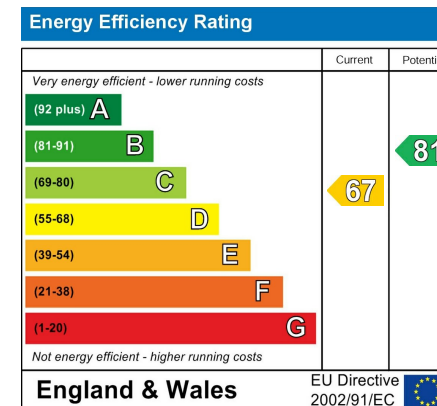 Energy Efficiency Rating
Current Potenti
Very energy efficient - lower running costs
(92 plus) A
(81-91) B
81
(69-80) C
67
(55-68) D
(39-54) E
(21-38) F
(1-20) G
Not energy efficient - higher running costs
England & Wales
EU Directive
2002/91/EC